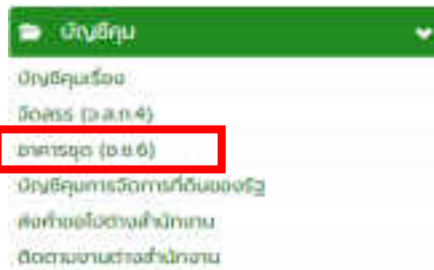 บัญชีคุม
บัญชีคุมเรื่อง
จัดสรร (จ.ส.ก.4)
อาคารชุด (อ.ช.6)
บัญชีคุมการจัดการที่ดินของรัฐ
ส่งคำขอไปต่างสำนักงาน
ติดตามงานต่างสำนักงาน